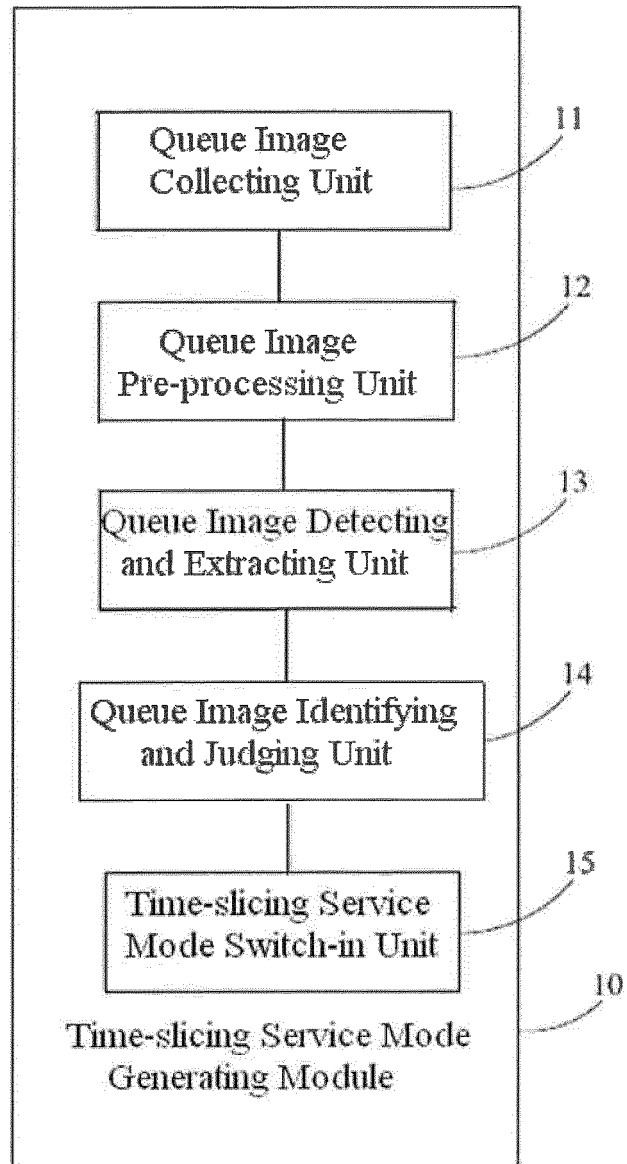 Queue Image
Collecting Unit
11
Queue Image
Pre-processing Unit
12
Queue Image Detecting
and Extracting Unit
13
Queue Image Identifying
and Judging Unit
14
Time-slicing Service
Mode Switch-in Unit
15
Time-slicing Service Mode
Generating Module
10